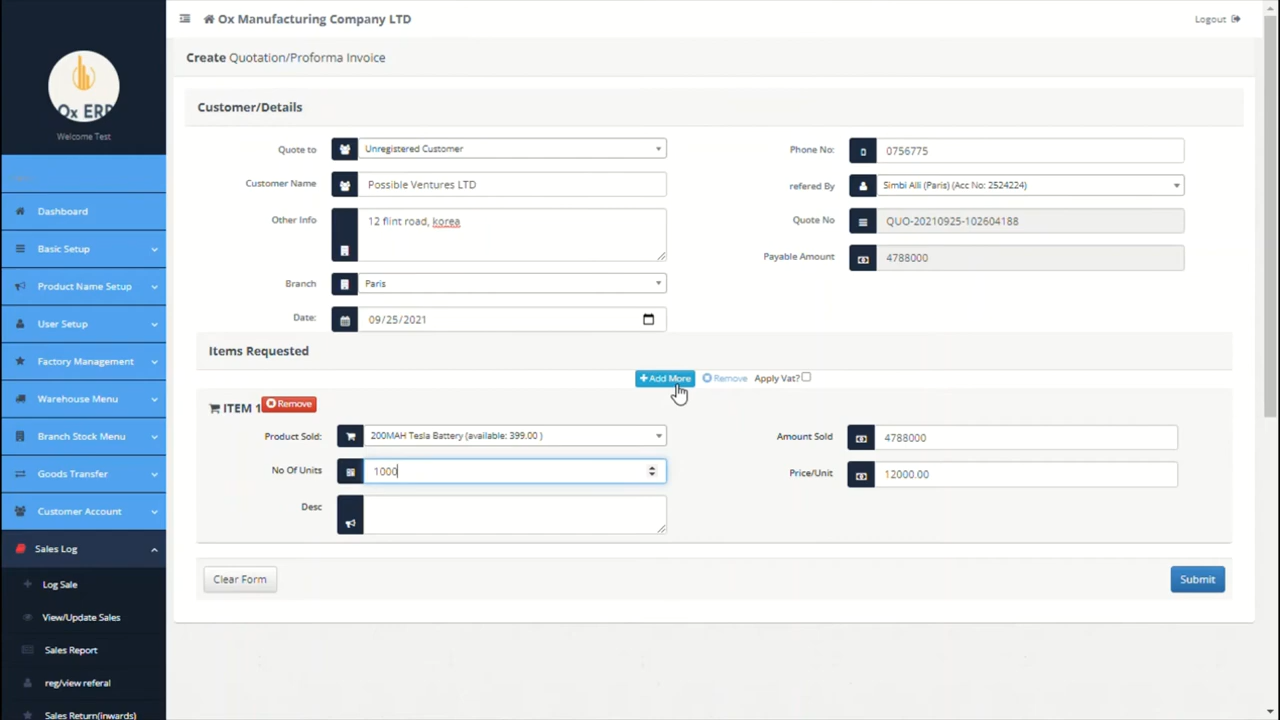 Ox Manufacturing Company LTD
Logout
Create Quotation/Proforma Invoice
Ox ERP
Welcome Test
Dashboard
Basic Setup
Product Name Setup
User Setup
Factory Management
Warehouse Menu
Branch Stock Menu
Goods Transfer
Customer Account
Sales Log
Log Sale
View/Update Sales
Sales Report
reg/view referal
Sales Return(inwards)
Customer/Details
Quote to Unregistered Customer
Customer Name Possible Ventures LTD
Other Info 12 flint road, korea
Branch Paris
Date: 09/25/2021
Phone No: 0756775
refered By Simbi Alli (Paris) (Acc No: 2524224)
Quote No QUO-20210925-102604188
Payable Amount 4788000
Items Requested
Add More Remove Apply Vat?
ITEM 1 Remove
Product Sold: 200MAH Tesla Battery (available: 399.00 )
No Of Units 1000
Desc
Amount Sold 4788000
Price/Unit 12000.00
Clear Form
Submit